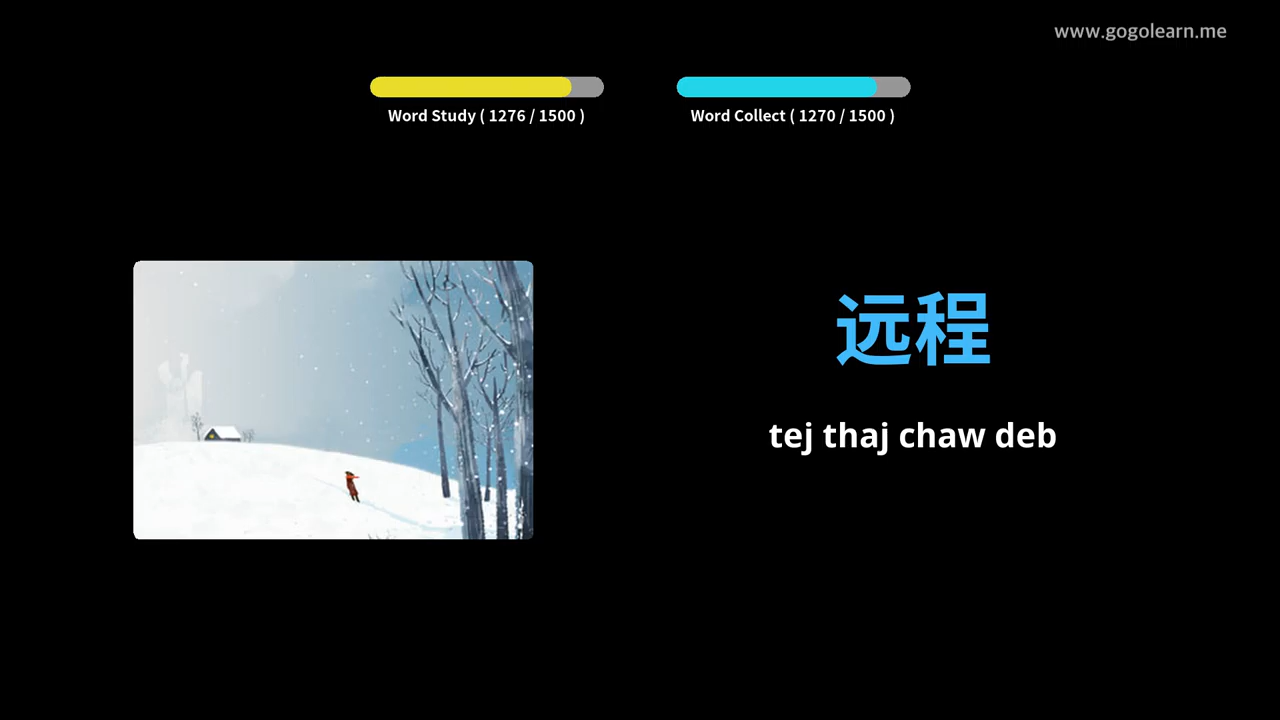 www.gogolearn.me
Word Study ( 1276 / 1500 )
Word Collect ( 1270 / 1500 )
远程
tej thaj chaw deb